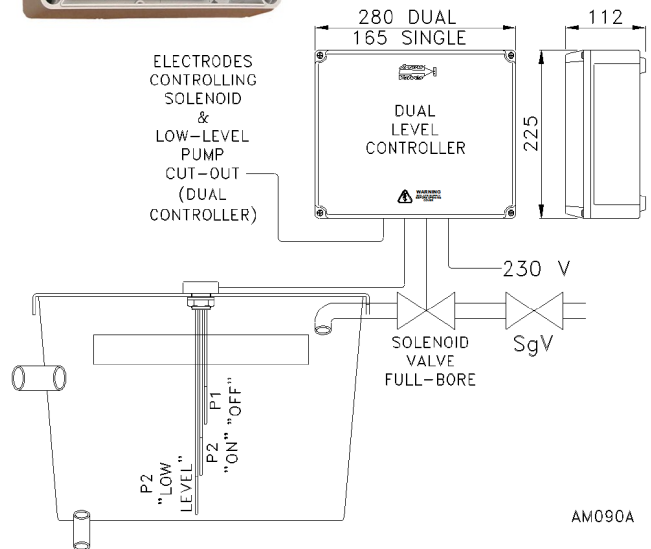 280 DUAL
165 SINGLE
112
ELECTRODES
CONTROLLING
SOLENOID
&
LOW-LEVEL
PUMP
CUT-OUT
(DUAL
CONTROLLER)
DUAL
LEVEL
CONTROLLER
WARNING
225
230 V
SOLENOID
VALVE
FULL-BORE
SgV
P1
"OFF"
P2
"ON"
P2
"LOW
LEVEL"
AM090A